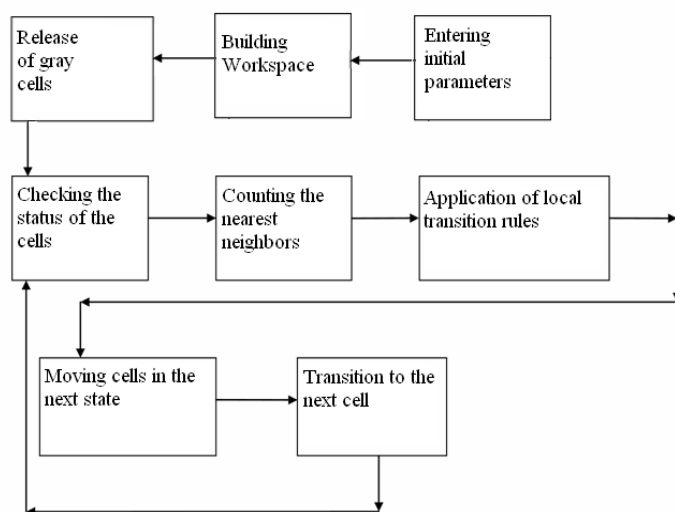 Release
of gray
cells
Building
Workspace
Entering
initial
parameters
Checking the
status of the
cells
Counting the
nearest
neighbors
Application of local
transition rules
Moving cells in the
next state
Transition to the
next cell